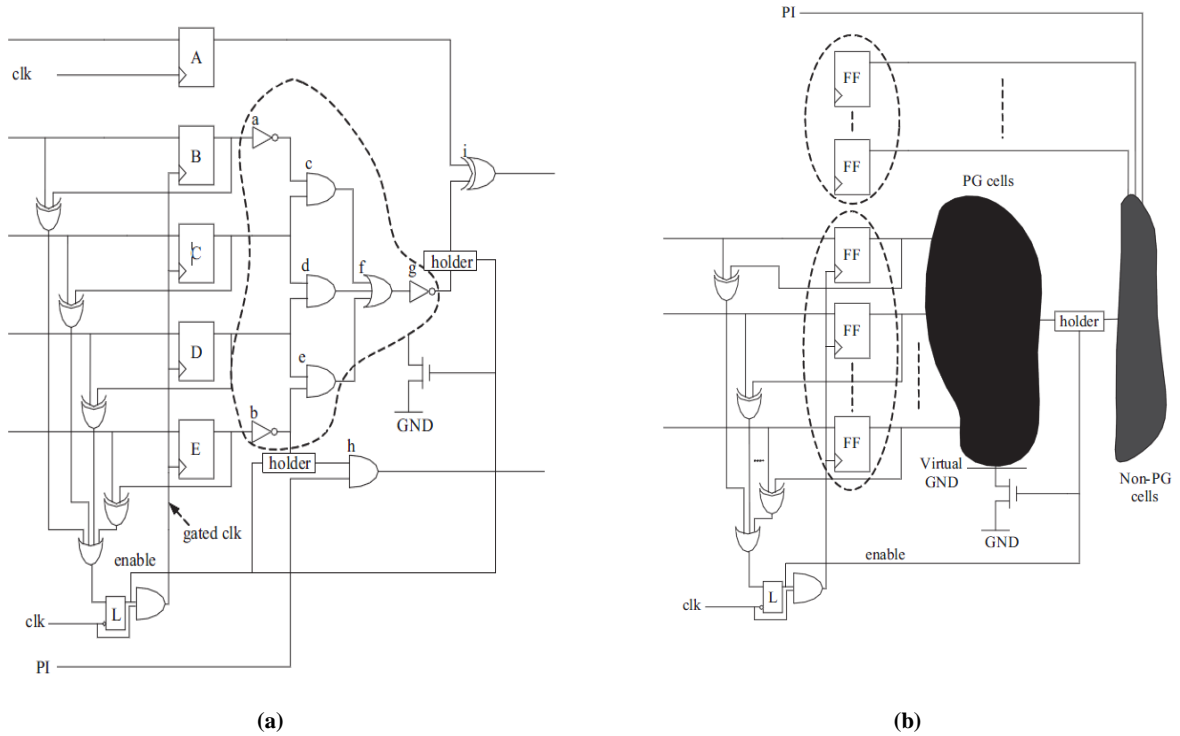 A
clk
B
a
c
C
d
f
g
holder
D
e
E
b
holder
h
i
GND
gated clk
enable
L
clk
PI
(a)
PI
FF
FF
PG cells
FF
FF
holder
FF
Virtual
GND
GND
Non-PG
cells
enable
L
clk
(b)